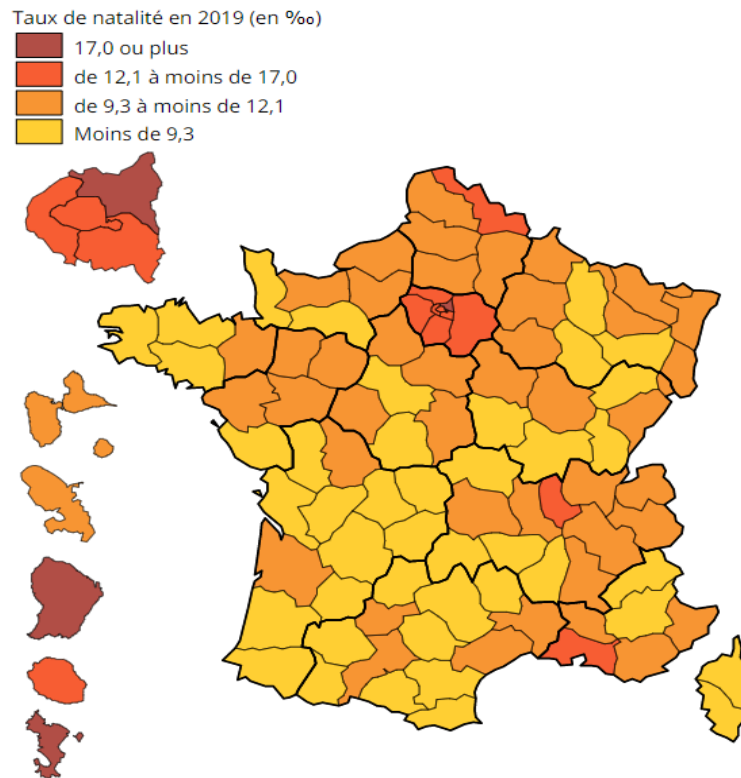 Taux de natalité en 2019 (en ‰)
17,0 ou plus
de 12,1 à moins de 17,0
de 9,3 à moins de 12,1
Moins de 9,3